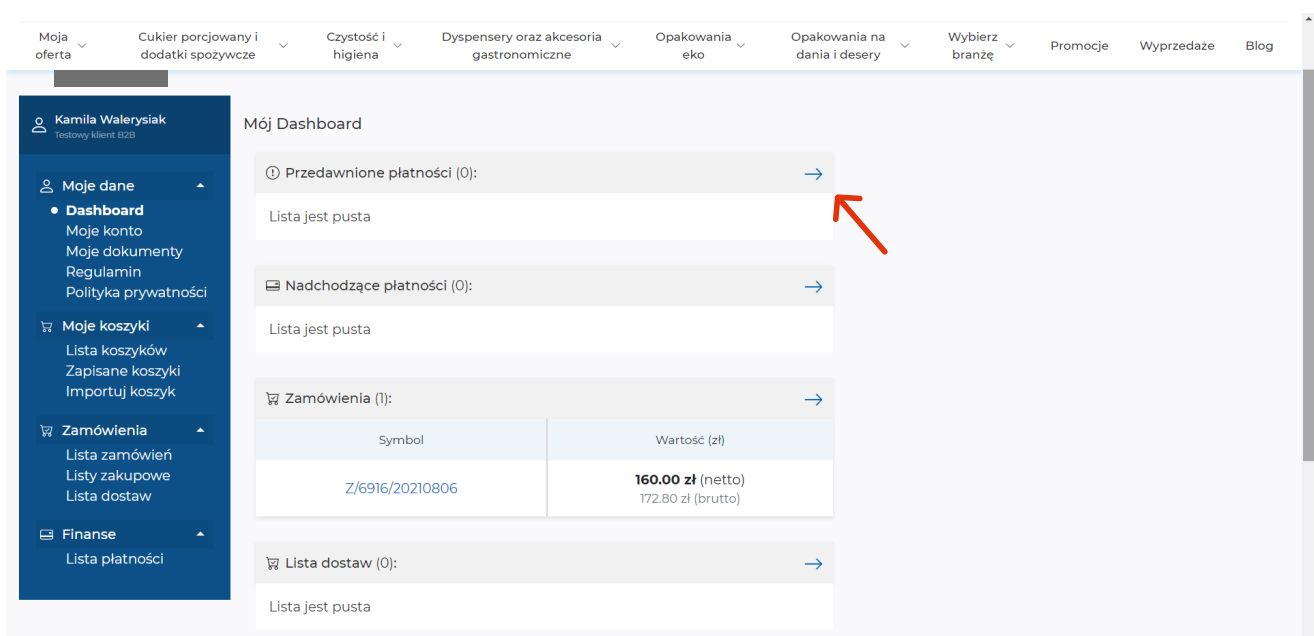 Moja oferta
Cukier porcjowany i dodatki spożywcze
Czystość i higiena
Dyspensery oraz akcesoria gastronomiczne
Opakowania eko
Opakowania na dania i desery
Wybierz branżę
Promocje
Wyprzedaże
Blog
Kamila Walerysiak
Testowy klient B2B
Moje dane
Dashboard
Moje konto
Moje dokumenty
Regulamin
Polityka prywatności
Moje koszyki
Lista koszyków
Zapisane koszyki
Importuj koszyk
Zamówienia
Lista zamówień
Listy zakupowe
Lista dostaw
Finanse
Lista płatności
Mój Dashboard
Przedawnione płatności (0):
Lista jest pusta
Nadchodzące płatności (0):
Lista jest pusta
Zamówienia (1):
Symbol
Wartość (zł)
Z/6916/20210806
160.00 zł (netto)
172.80 zł (brutto)
Lista dostaw (0):
Lista jest pusta